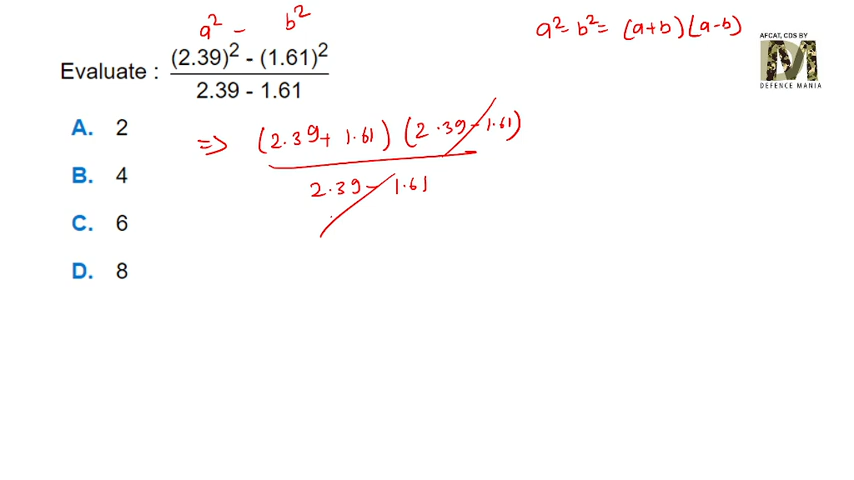 a² - b²
a² - b² = (a+b) (a-b)
AFCAT, CDS BY
DM
DEFENCE MANIA
Evaluate : (2.39)² - (1.61)² / 2.39 - 1.61
A. 2
⇒ (2.39 + 1.61) (2.39 - 1.61) / 2.39 - 1.61
B. 4
C. 6
D. 8